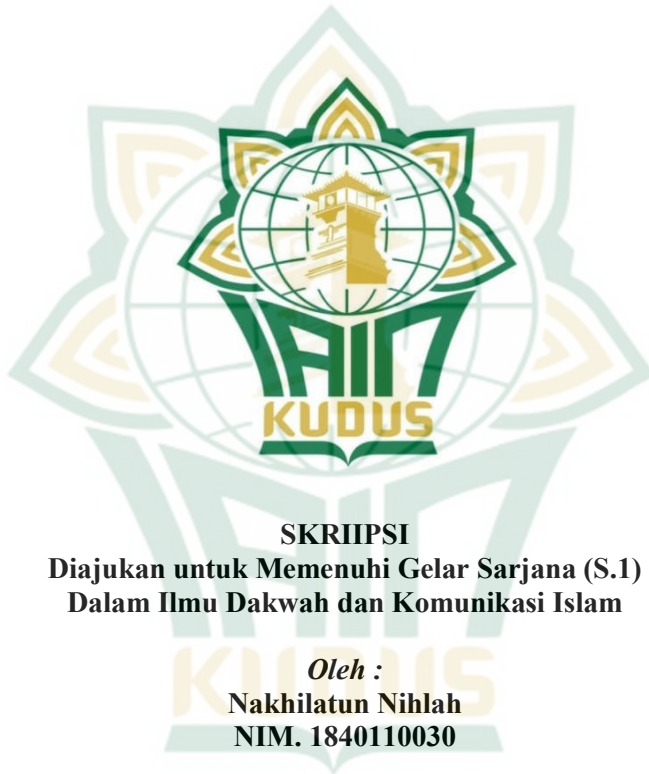 IAIN
KUDUS
SKRIIPSI
Diajukan untuk Memenuhi Gelar Sarjana (S.1)
Dalam Ilmu Dakwah dan Komunikasi Islam
Oleh :
Nakhilatun Nihlah
NIM. 1840110030